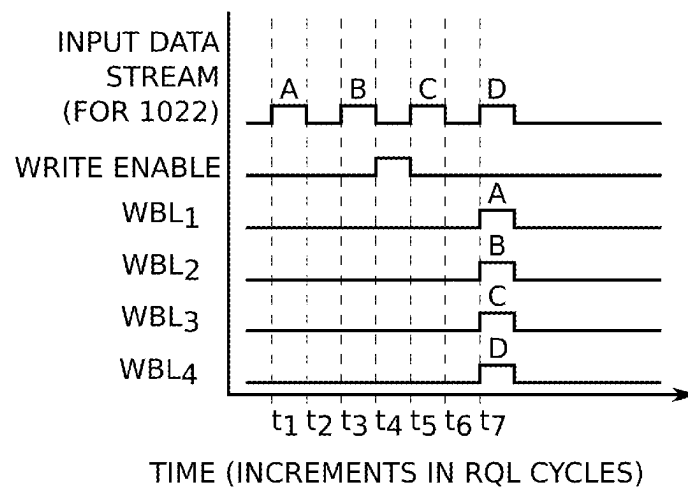 INPUT DATA
STREAM
(FOR 1022)
A B C D
WRITE ENABLE
WBL1
A
WBL2
B
WBL3
C
WBL4
D
t1 t2 t3 t4 t5 t6 t7
TIME (INCREMENTS IN RQL CYCLES)